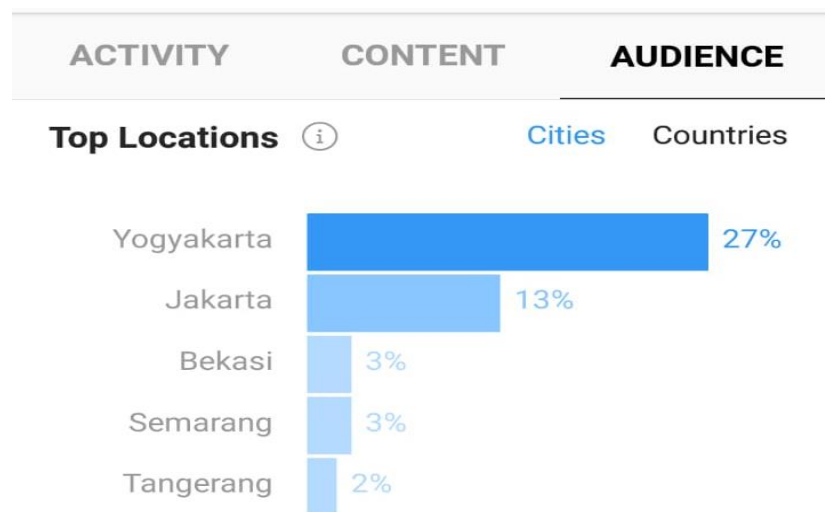 ACTIVITY CONTENT AUDIENCE
Top Locations i Cities Countries
Yogyakarta 27%
Jakarta 13%
Bekasi 3%
Semarang 3%
Tangerang 2%